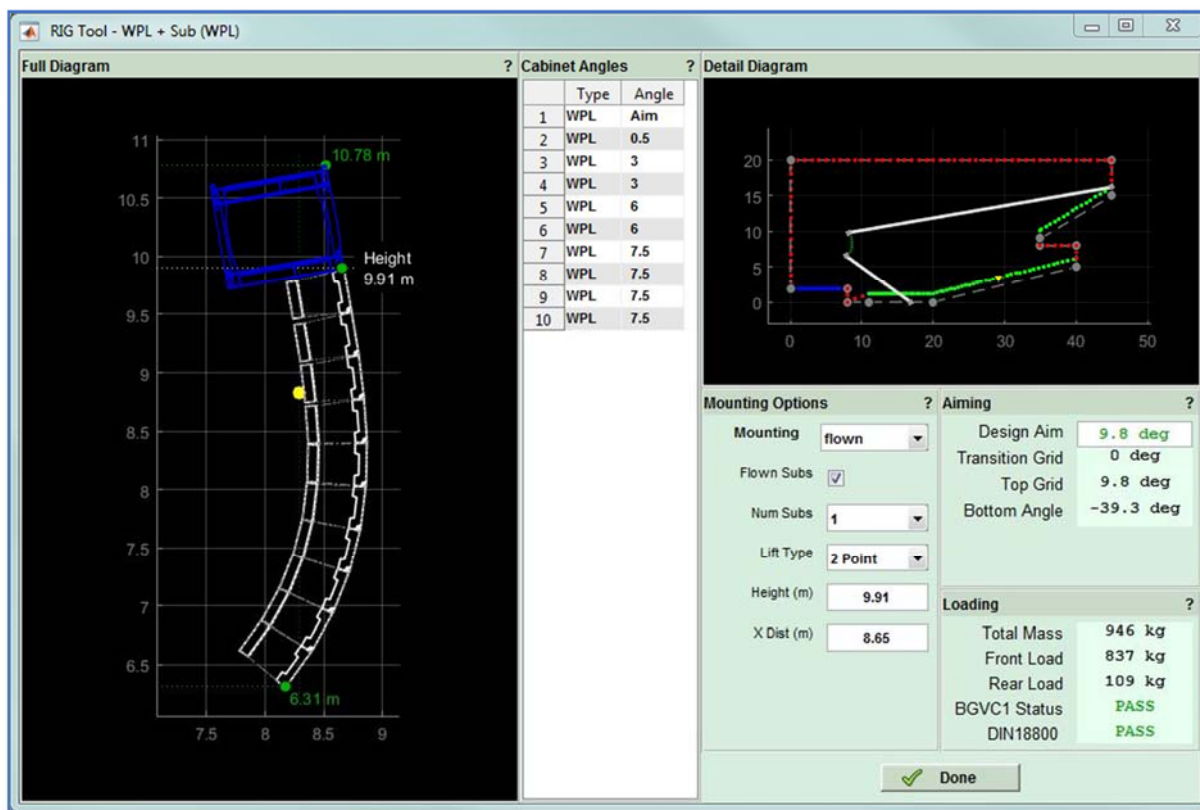 RIG Tool - WPL + Sub (WPL)
Full Diagram ?
11
10.5
10
9.5
9
8.5
8
7.5
7
6.5
7.5 8 8.5 9
10.78 m
Height
9.91 m
6.31 m
Cabinet Angles ?
Type Angle
1 WPL Aim
2 WPL 0.5
3 WPL 3
4 WPL 3
5 WPL 6
6 WPL 6
7 WPL 7.5
8 WPL 7.5
9 WPL 7.5
10 WPL 7.5
Detail Diagram
20
15
10
5
0
0 10 20 30 40 50
Mounting Options ?
Mounting flown
Flown Subs
Num Subs 1
Lift Type 2 Point
Height (m) 9.91
X Dist (m) 8.65
Aiming ?
Design Aim 9.8 deg
Transition Grid 0 deg
Top Grid 9.8 deg
Bottom Angle -39.3 deg
Loading ?
Total Mass 946 kg
Front Load 837 kg
Rear Load 109 kg
BGVC1 Status PASS
DIN18800 PASS
Done